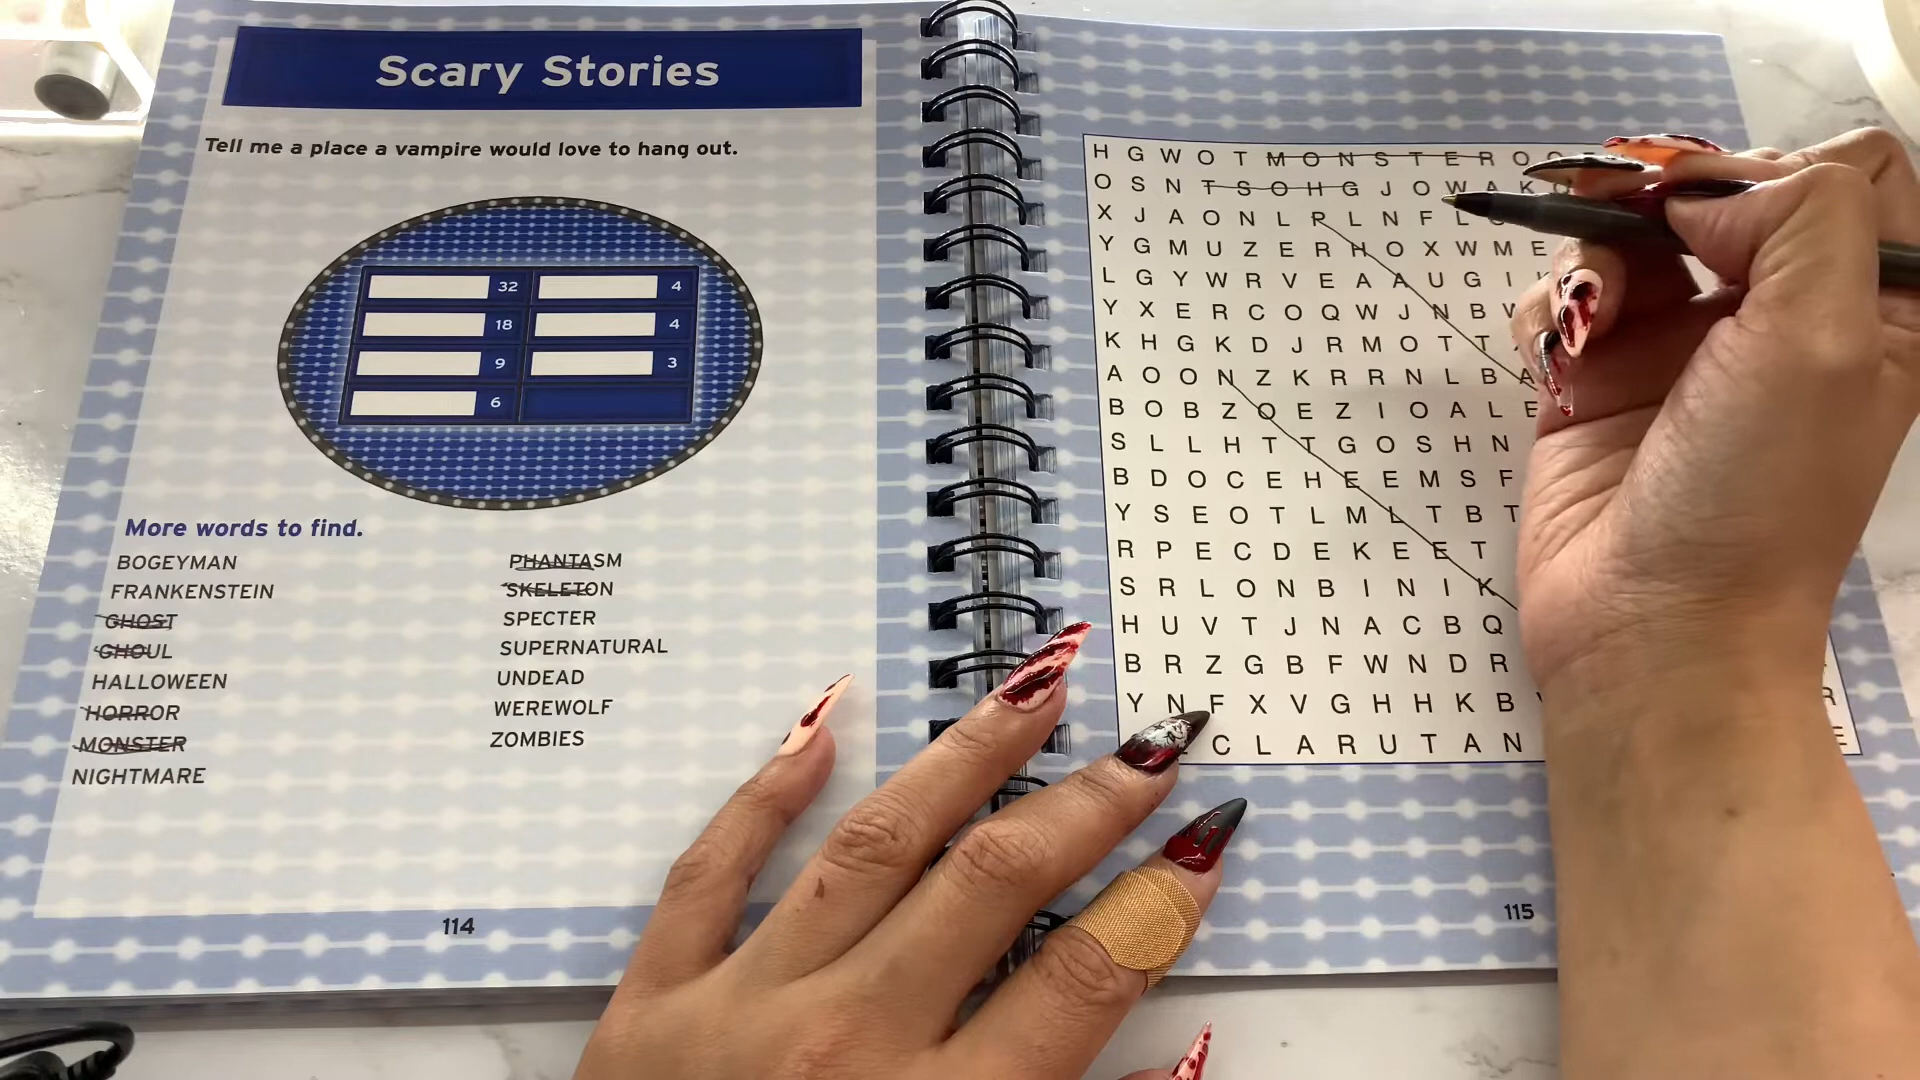 Scary Stories
Tell me a place a vampire would love to hang out.
32 4
18 4
9 3
6
More words to find.
BOGEYMAN
FRANKENSTEIN
GHOST
GHOUL
HALLOWEEN
HORROR
MONSTER
NIGHTMARE
PHANTASM
SKELETON
SPECTER
SUPERNATURAL
UNDEAD
WEREWOLF
ZOMBIES
114
H G W O T M O N S T E R O
O S N T S O H G J O W A K
X J A O N L R L N F L
Y G M U Z E R H O X W M E
L G Y W R V E A A U G I
Y X E R C O Q W J N B
K H G K D J R M O T T
A O O N Z K R R N L B A
B O B Z O E Z I O A L E
S L L H T T G O S H N
B D O C E H E E M S F
Y S E O T L M L T B T
R P E C D E K E E T
S R L O N B I N I K
H U V T J N A C B Q
B R Z G B F W N D R
Y N F X V G H H K B R
C L A R U T A N E
115